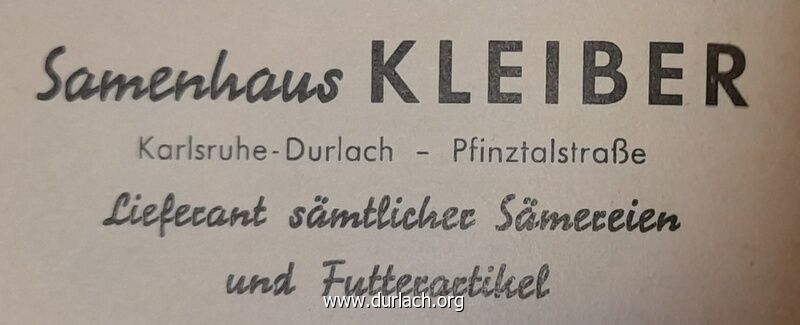 Samenhaus KLEIBER
Karlsruhe-Durlach - Pfinztalstraße
Lieferant sämtlicher Sämereien
und Futterartikel
www.durlach.org